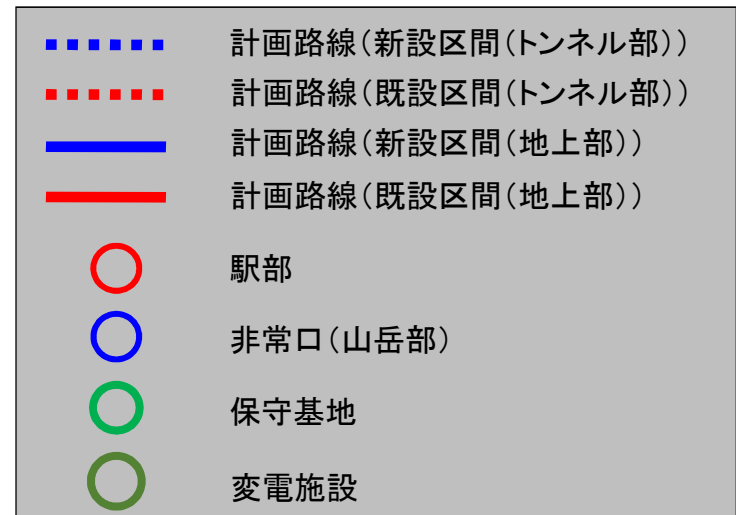 計画路線（新設区間（トンネル部））
計画路線（既設区間（トンネル部））
計画路線（新設区間（地上部））
計画路線（既設区間（地上部））
駅部
非常口（山岳部）
保守基地
変電施設